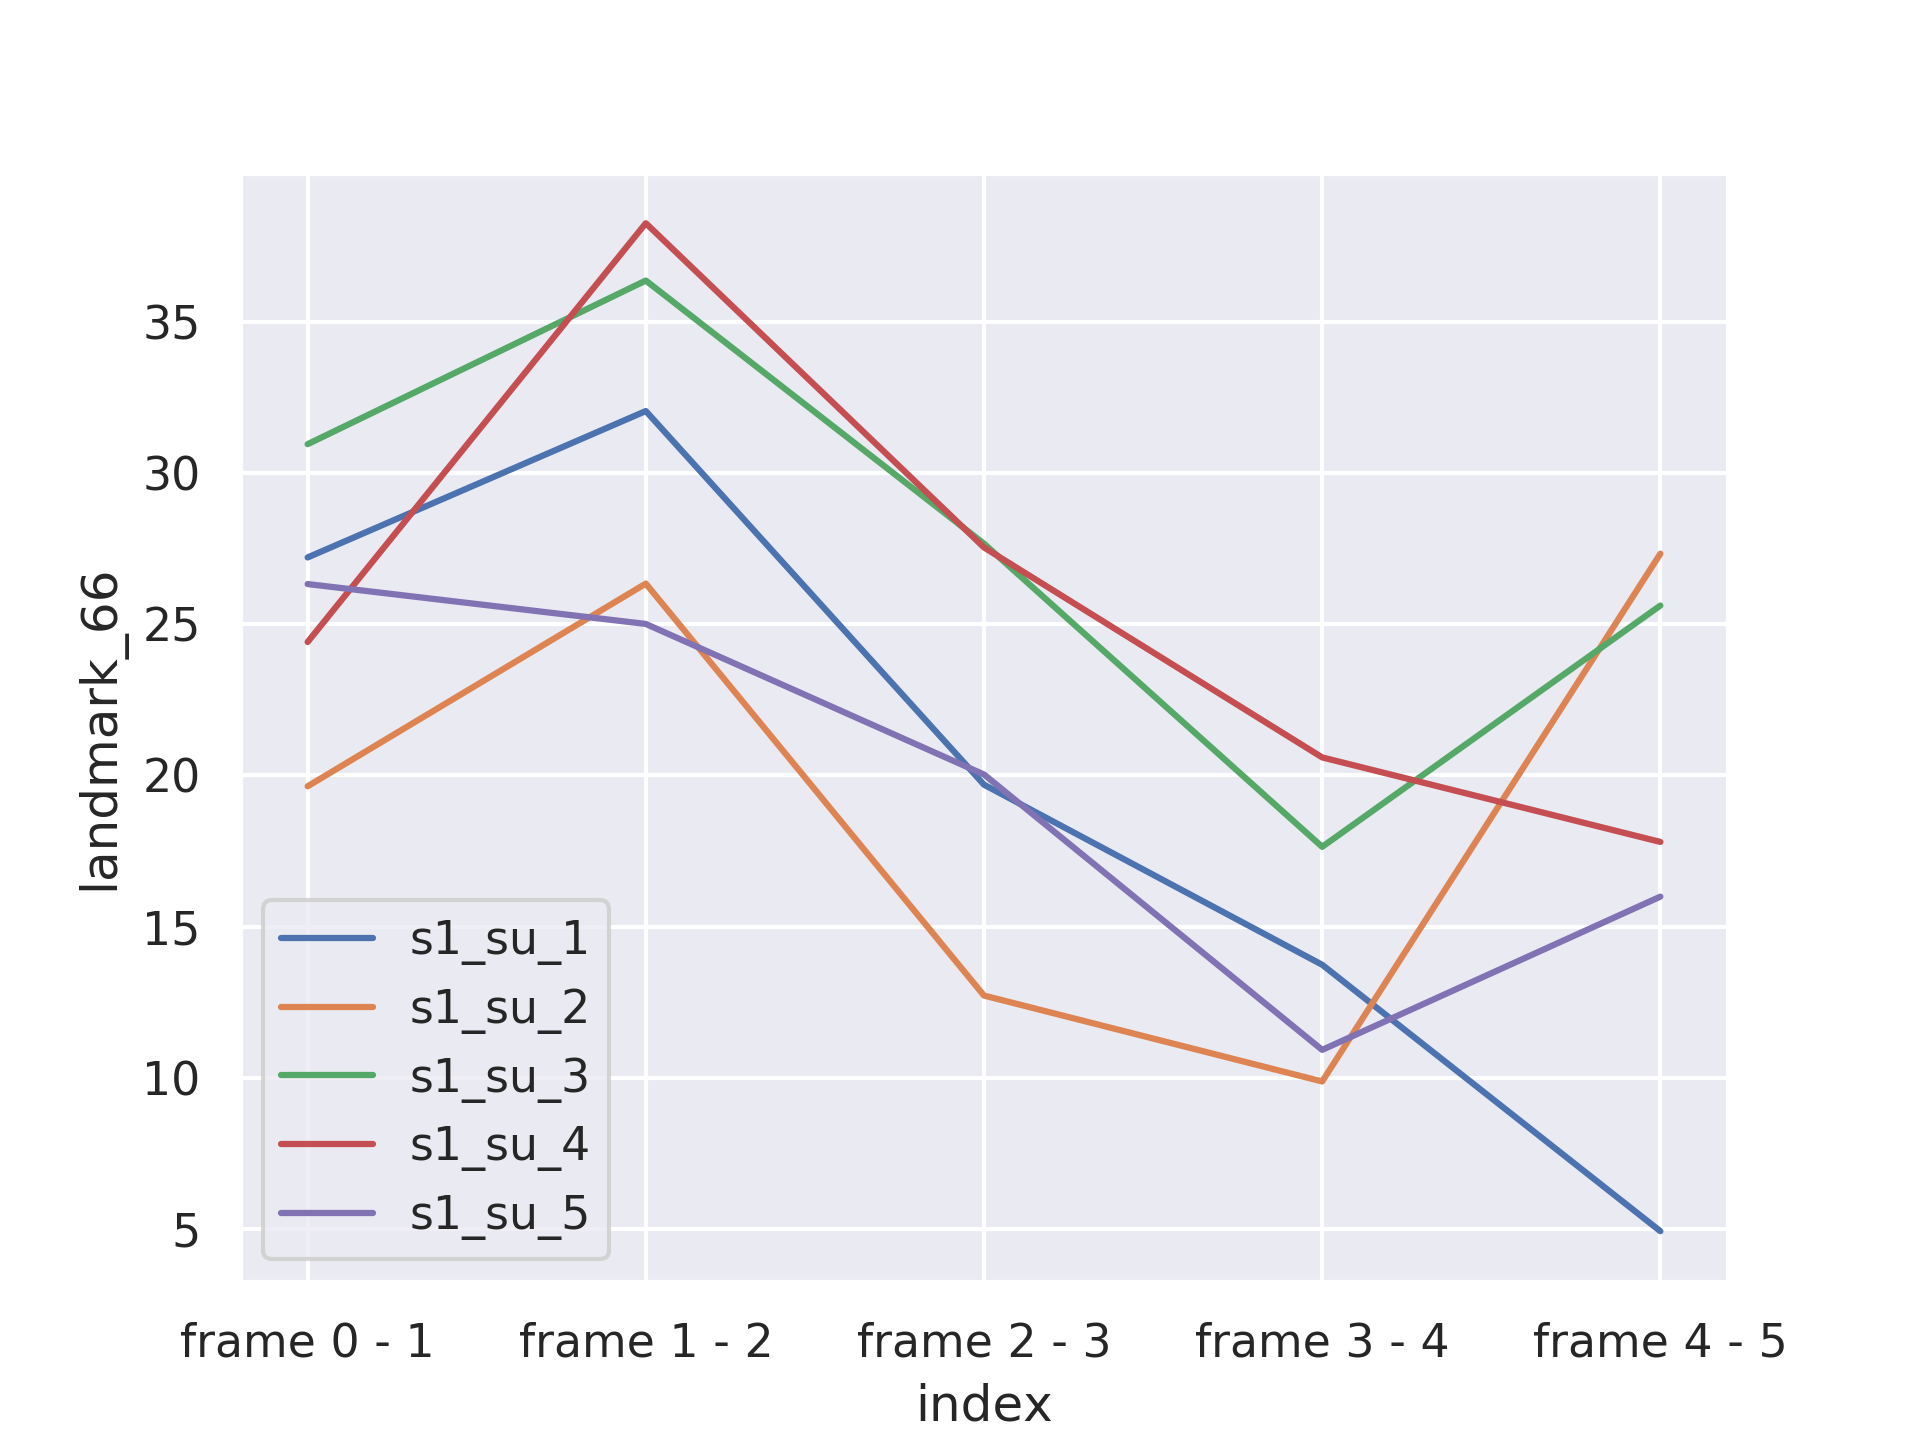 landmark_66
35
30
25
20
15
10
5
s1_su_1
s1_su_2
s1_su_3
s1_su_4
s1_su_5
frame 0 - 1
frame 1 - 2
frame 2 - 3
frame 3 - 4
frame 4 - 5
index